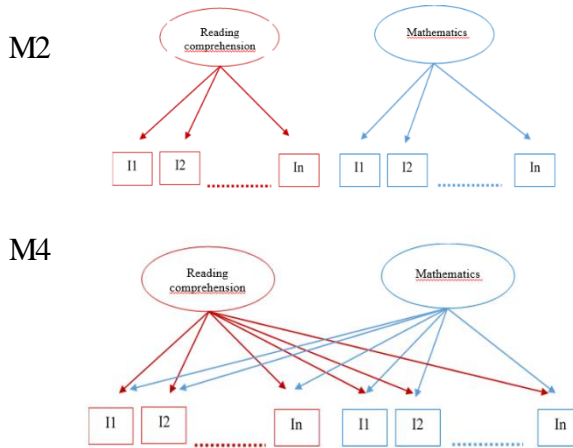 M2
Reading
comprehension
Mathematics
I1 I2 In I1 I2 In
M4
Reading
comprehension
Mathematics
I1 I2 In I1 I2 In